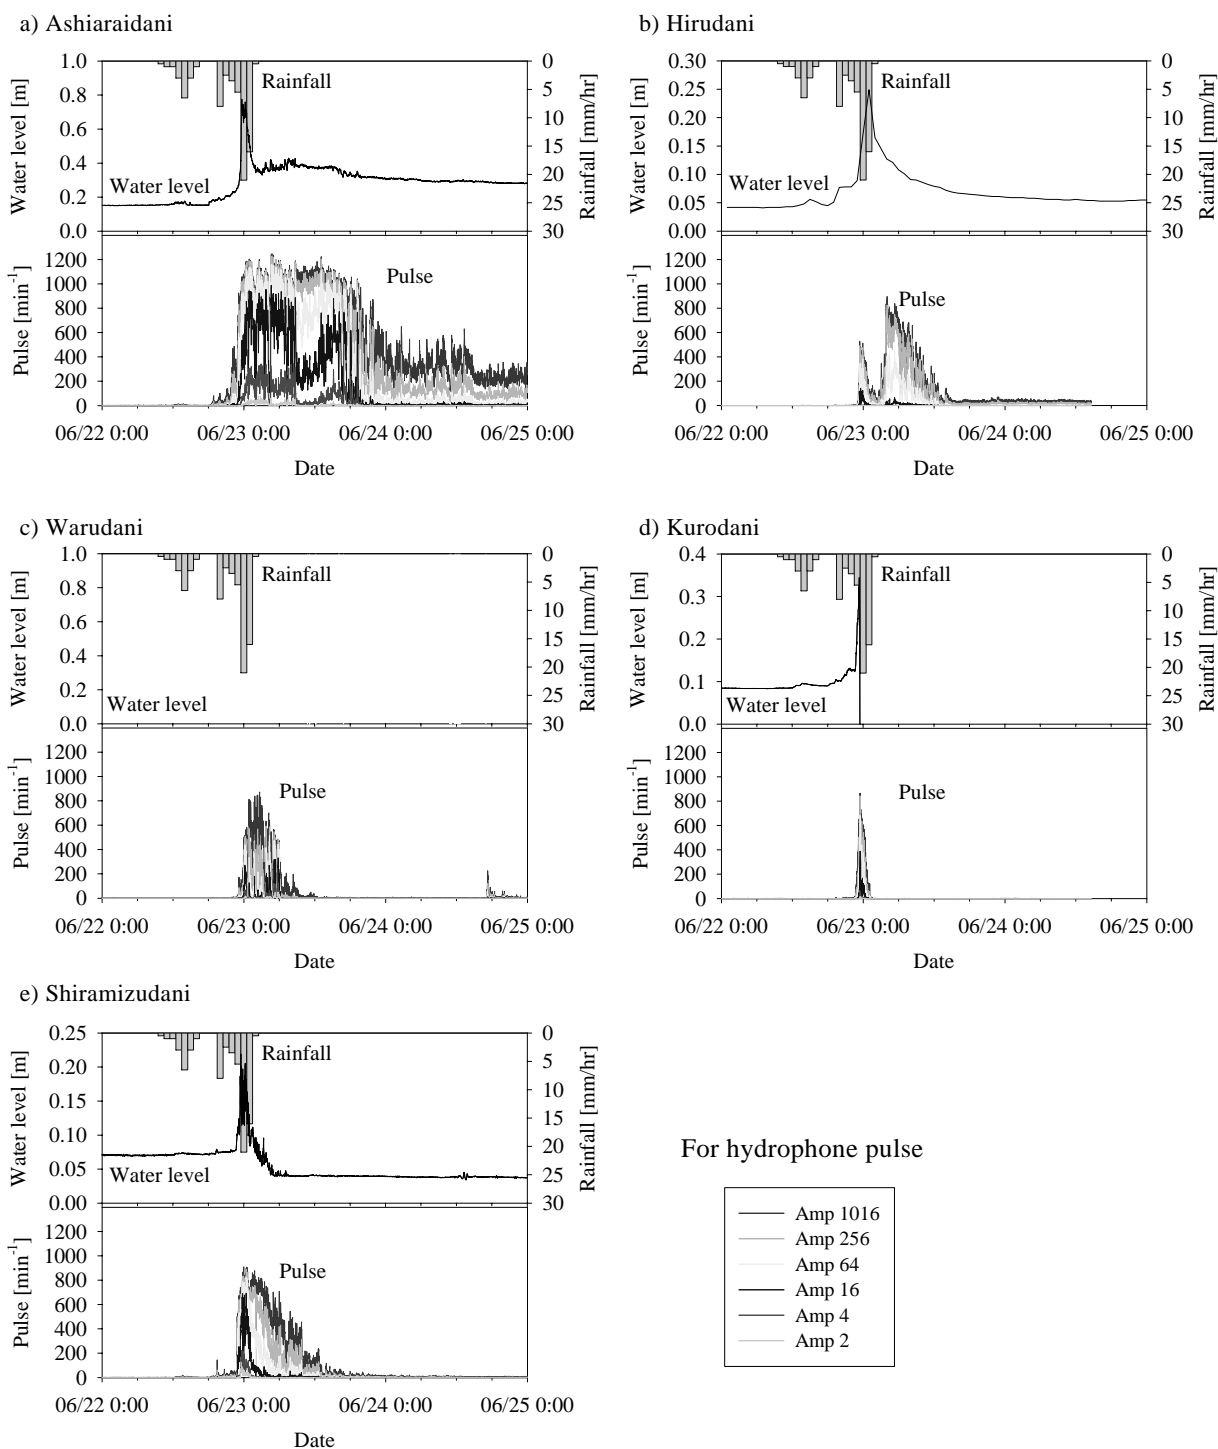 a) Ashiaraidani
1.0
0.8
0.6
0.4
0.2
0.0
Water level [m]
Rainfall
Water level
0
5
10
15
20
25
30
Rainfall [mm/hr]
1200
1000
800
600
400
200
0
Pulse [min-1]
Pulse
06/22 0:00 06/23 0:00 06/24 0:00 06/25 0:00
Date
b) Hirudani
0.30
0.25
0.20
0.15
0.10
0.05
0.00
Water level [m]
Rainfall
Water level
0
5
10
15
20
25
30
Rainfall [mm/hr]
1200
1000
800
600
400
200
0
Pulse [min-1]
Pulse
06/22 0:00 06/23 0:00 06/24 0:00 06/25 0:00
Date
c) Warudani
1.0
0.8
0.6
0.4
0.2
0.0
Water level [m]
Rainfall
Water level
0
5
10
15
20
25
30
Rainfall [mm/hr]
1200
1000
800
600
400
200
0
Pulse [min-1]
Pulse
06/22 0:00 06/23 0:00 06/24 0:00 06/25 0:00
Date
d) Kurodani
0.4
0.3
0.2
0.1
0.0
Water level [m]
Rainfall
Water level
0
5
10
15
20
25
30
Rainfall [mm/hr]
1200
1000
800
600
400
200
0
Pulse [min-1]
Pulse
06/22 0:00 06/23 0:00 06/24 0:00 06/25 0:00
Date
e) Shiramizudani
0.25
0.20
0.15
0.10
0.05
0.00
Water level [m]
Rainfall
Water level
0
5
10
15
20
25
30
Rainfall [mm/hr]
1200
1000
800
600
400
200
0
Pulse [min-1]
Pulse
06/22 0:00 06/23 0:00 06/24 0:00 06/25 0:00
Date
For hydrophone pulse
Amp 1016
Amp 256
Amp 64
Amp 16
Amp 4
Amp 2